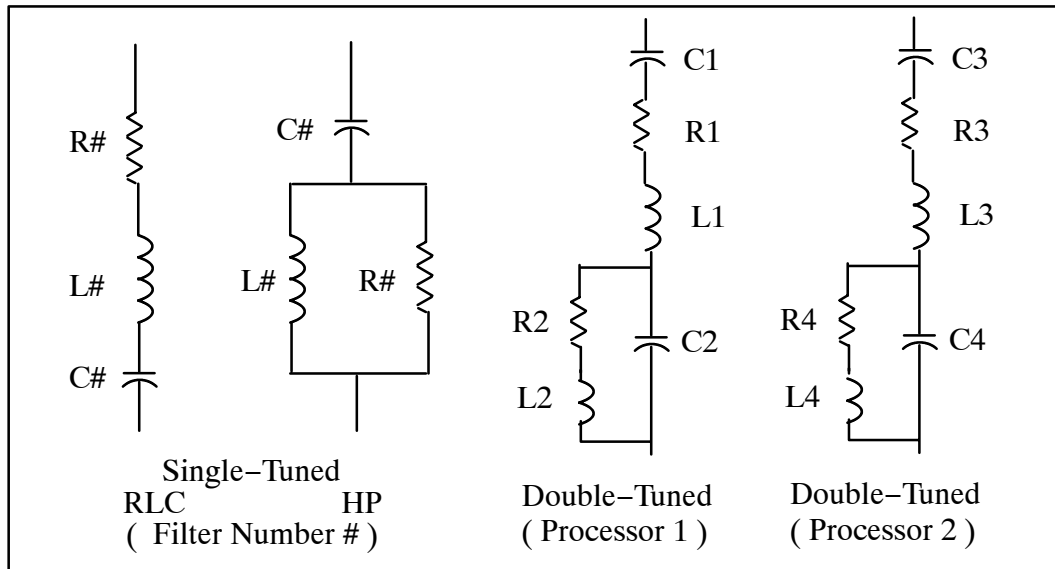 R#
L#
C#
C#
L#
R#
Single−Tuned
RLC HP
( Filter Number # )
C1
R1
L1
R2
C2
L2
Double−Tuned
( Processor 1 )
C3
R3
L3
R4
C4
L4
Double−Tuned
( Processor 2 )